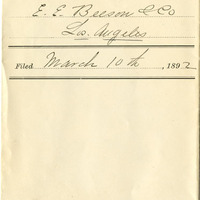 E. E. Beeson & Co
Los Angeles
Filed March 10th, 1892